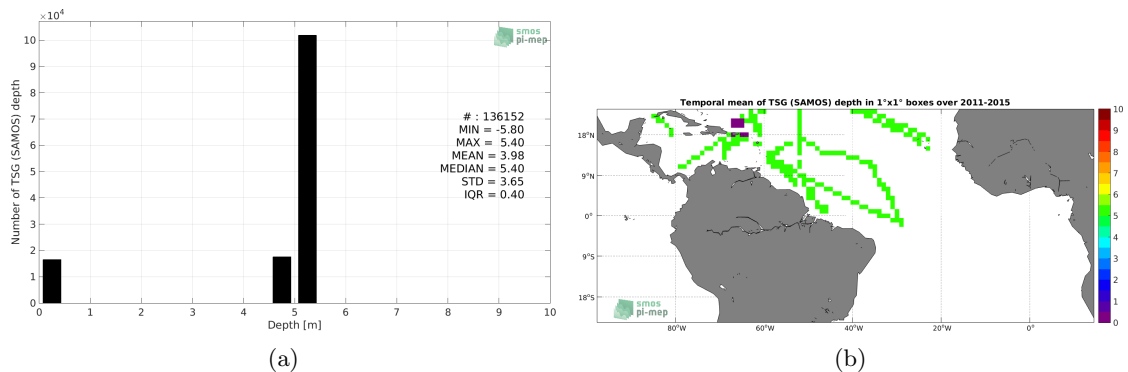 ×10⁴
10
9
8
7
6
5
4
3
2
1
0
Number of TSG (SAMOS) depth
smos
pi-mep
# : 136152
MIN = -5.80
MAX = 5.40
MEAN = 3.98
MEDIAN = 5.40
STD = 3.65
IQR = 0.40
0 1 2 3 4 5 6 7 8 9 10
Depth [m]
(a)
Temporal mean of TSG (SAMOS) depth in 1°x1° boxes over 2011-2015
18°N
9°N
0°
9°S
18°S
smos
pi-mep
80°W 60°W 40°W 20°W 0°
10
9
8
7
6
5
4
3
2
1
0
(b)